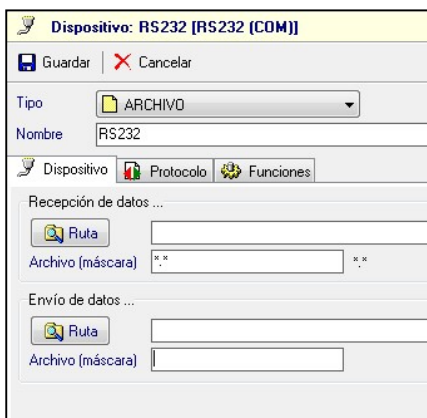 Dispositivo: RS232 [RS232 (COM)]
Guardar Cancelar
Tipo ARCHIVO
Nombre RS232
Dispositivo Protocolo Funciones
Recepción de datos ...
Ruta
Archivo (máscara) *.* *.*
Envío de datos ...
Ruta
Archivo (máscara)